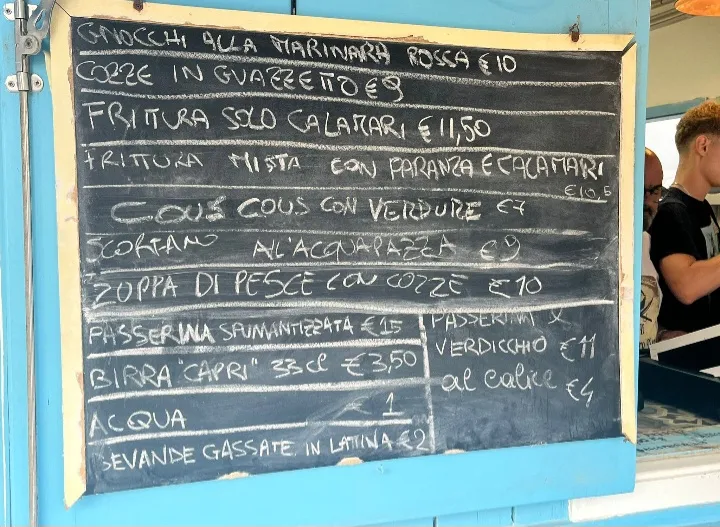 GNOCCHI ALLA MARINARA ROSSA €10
COZZE IN GUAZZETTO €9
FRITTURA SOLO CALAMARI €11,50
FRITTURA MISTA CON PARANZA E CALAMARI
€10,5
COUS COUS CON VERDURE €7
SCORFANO ALL'ACQUAPAZZA €9
ZUPPA DI PESCE CON COZZE €10
PASSERINA SPUMANTIZZATA €15
BIRRA "CAPRI" 33cl €3,50
ACQUA € 1
BEVANDE GASSATE IN LATTINA €2
PASSERINA &
VERDICCHIO €11
al calice €4